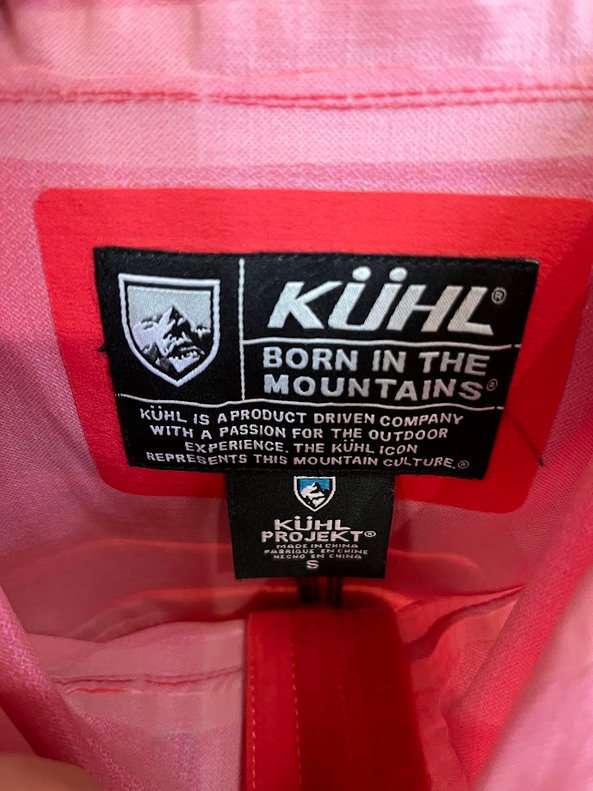 KÜHL®
BORN IN THE
MOUNTAINS®
KÜHL IS A PRODUCT DRIVEN COMPANY
WITH A PASSION FOR THE OUTDOOR
EXPERIENCE. THE KÜHL ICON
REPRESENTS THIS MOUNTAIN CULTURE.®
KÜHL
PROJEKT®
MADE IN CHINA
FABRIQUE EN CHINE
HECHO EN CHINA
S